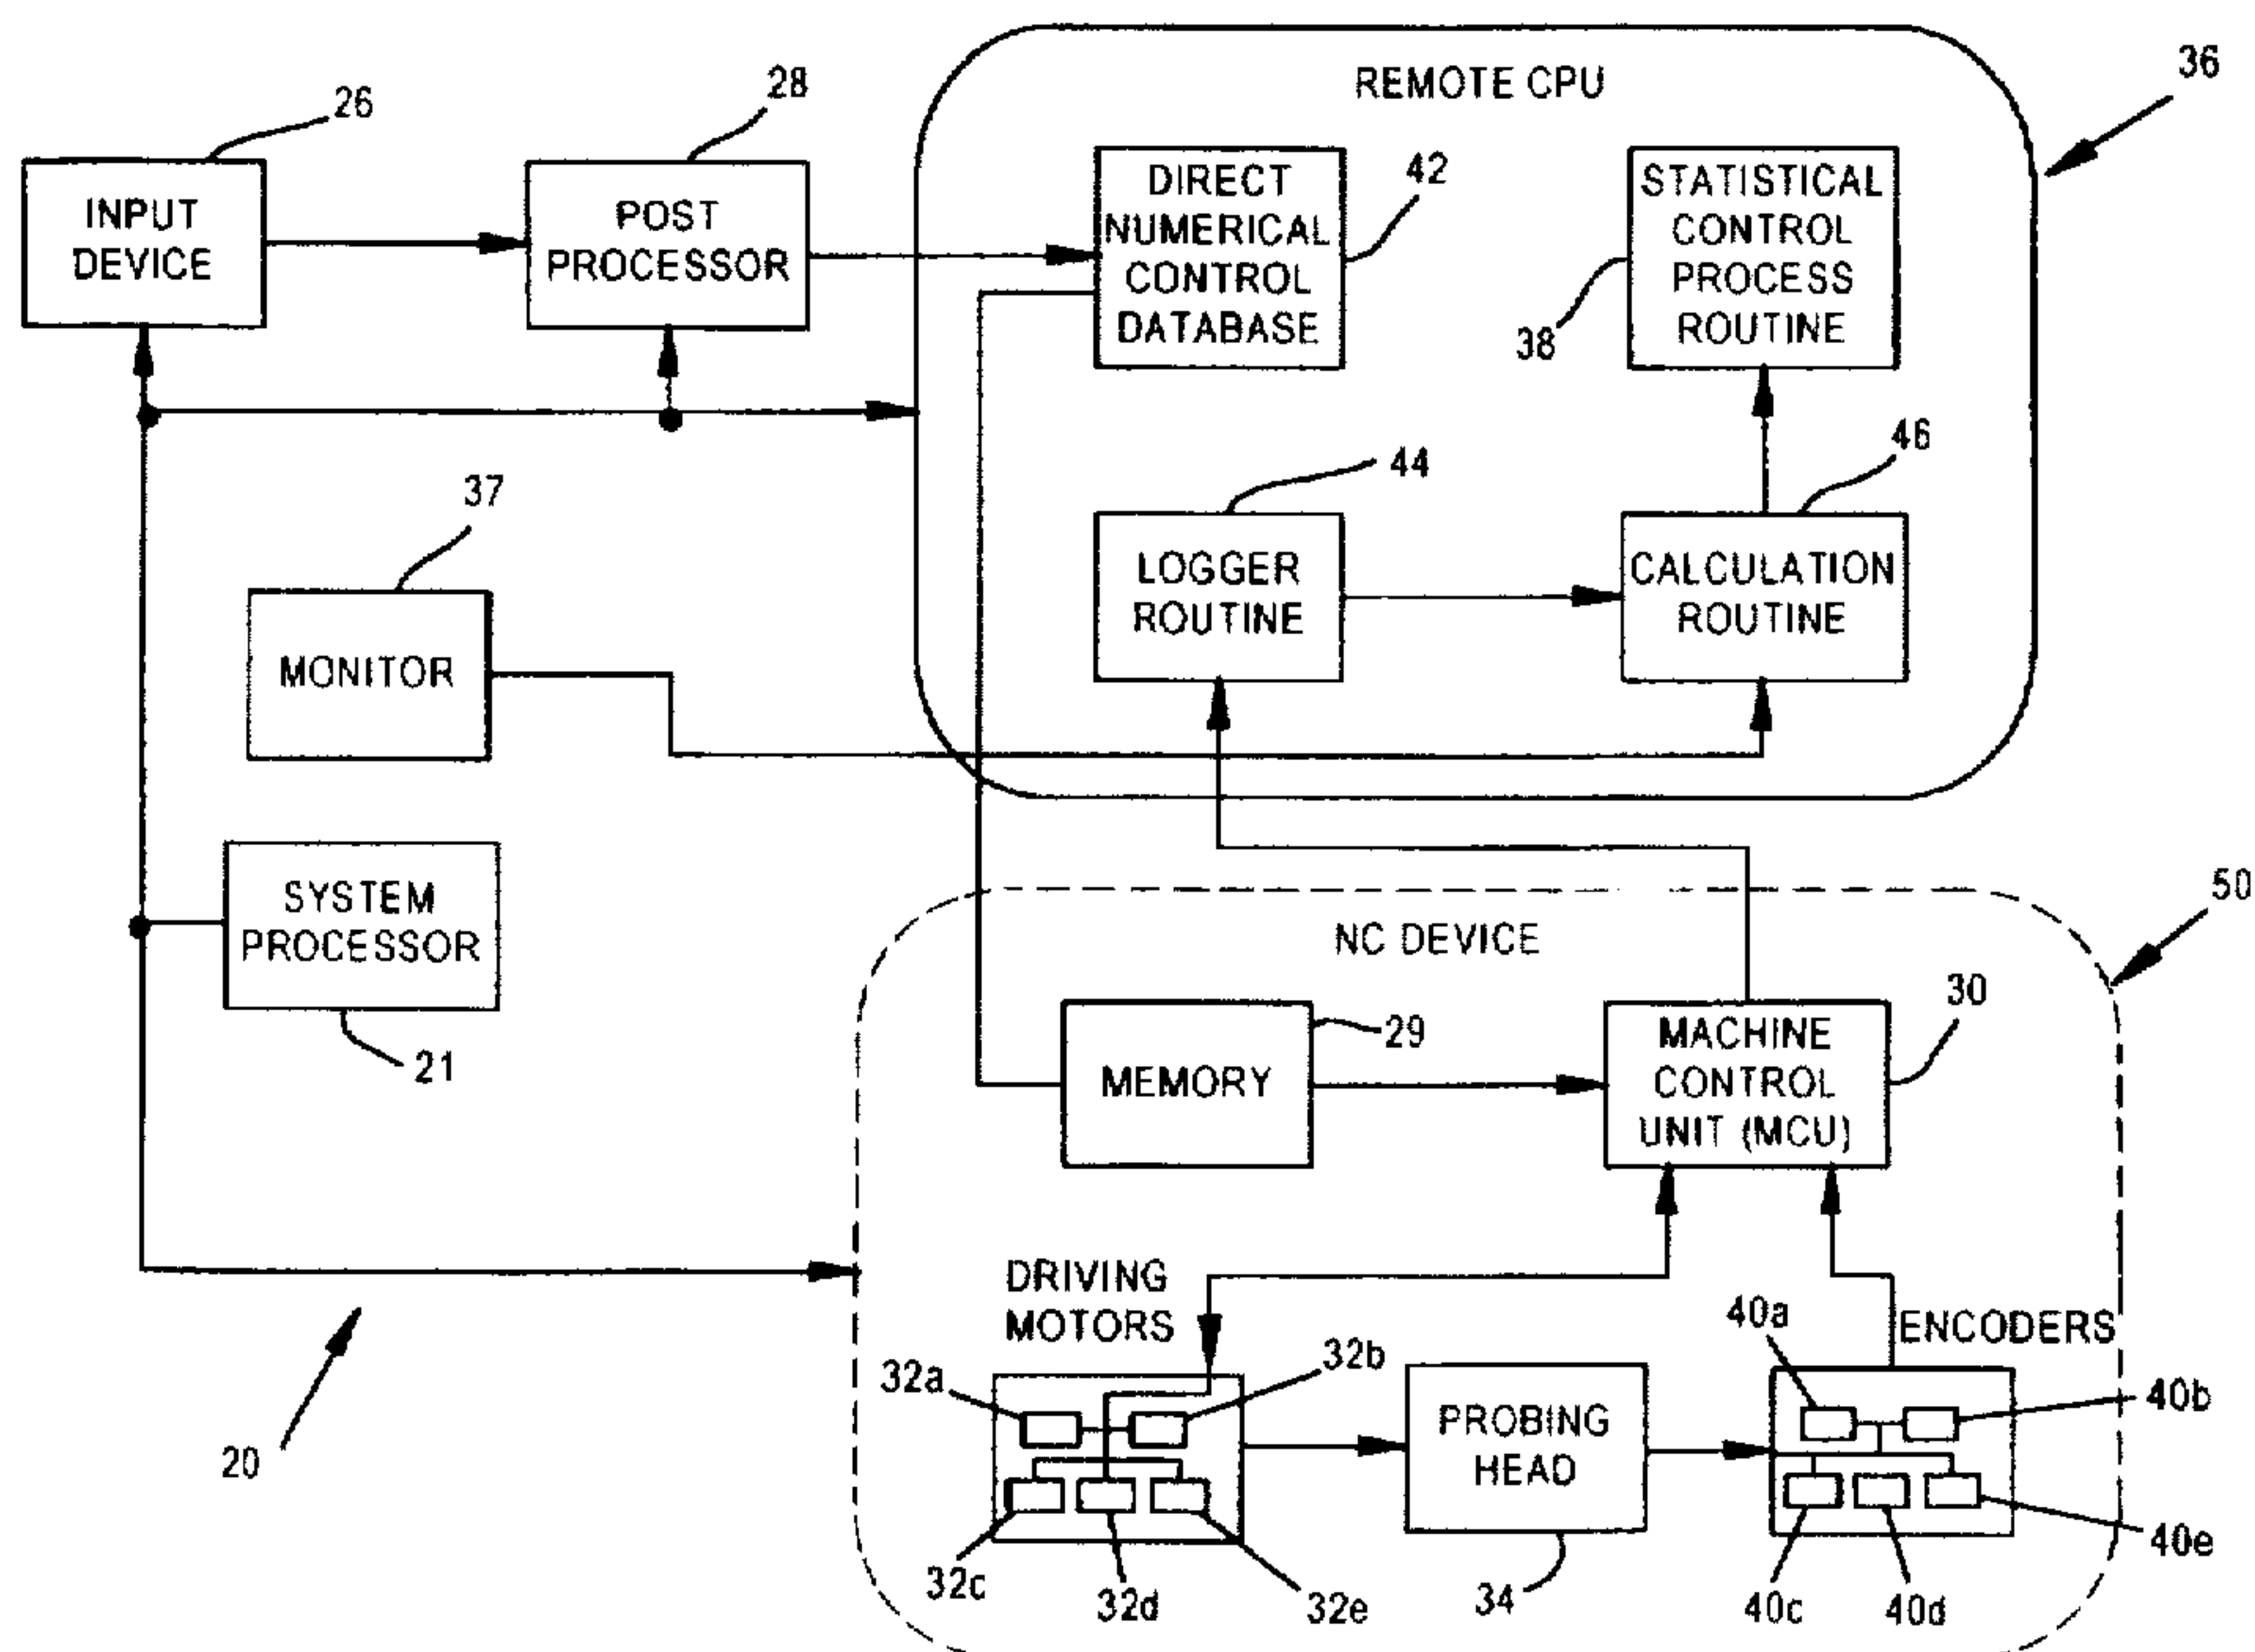 REMOTE CPU
36
26
28
INPUT
DEVICE
POST
PROCESSOR
DIRECT
NUMERICAL
CONTROL
DATABASE
42
STATISTICAL
CONTROL
PROCESS
ROUTINE
38
37
44
46
MONITOR
LOGGER
ROUTINE
CALCULATION
ROUTINE
SYSTEM
PROCESSOR
21
50
NC DEVICE
MEMORY
29
MACHINE
CONTROL
UNIT (MCU)
30
20
DRIVING
MOTORS
32a
32b
32c
32d
32e
PROBING
HEAD
34
ENCODERS
40a
40b
40c
40d
40e